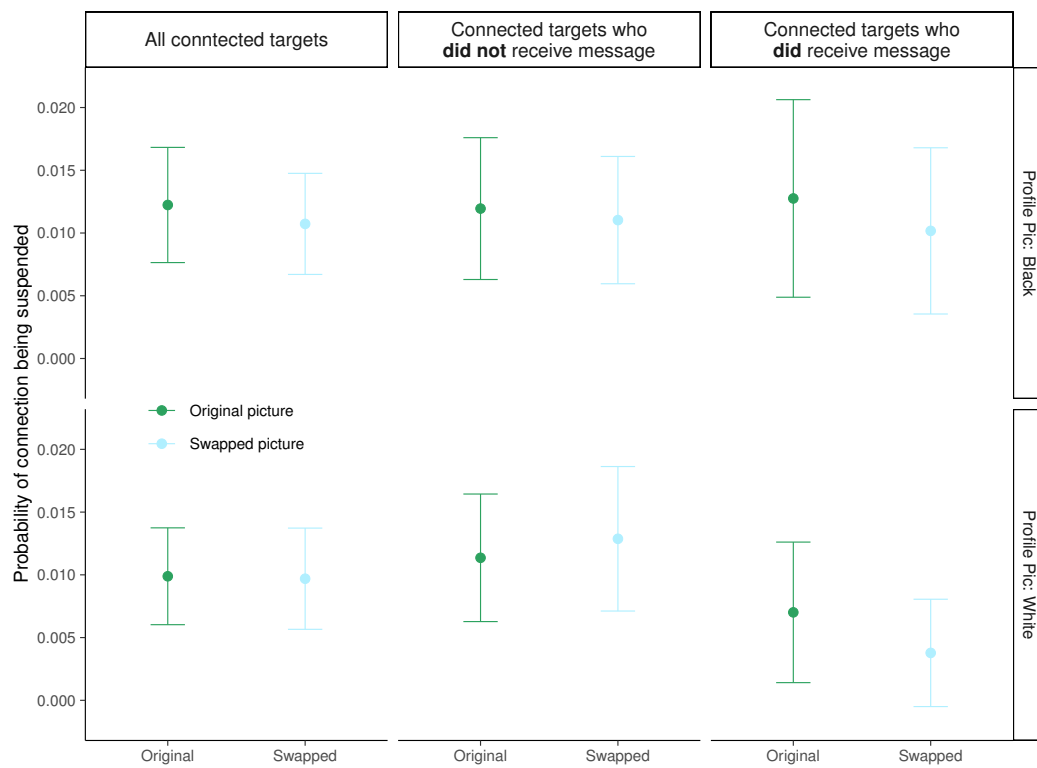 All conntected targets
Connected targets who
did not receive message
Connected targets who
did receive message
Probability of connection being suspended
0.020
0.015
0.010
0.005
0.000
Profile Pic: Black
Original picture
Swapped picture
0.020
0.015
0.010
0.005
0.000
Profile Pic: White
Original
Swapped
Original
Swapped
Original
Swapped